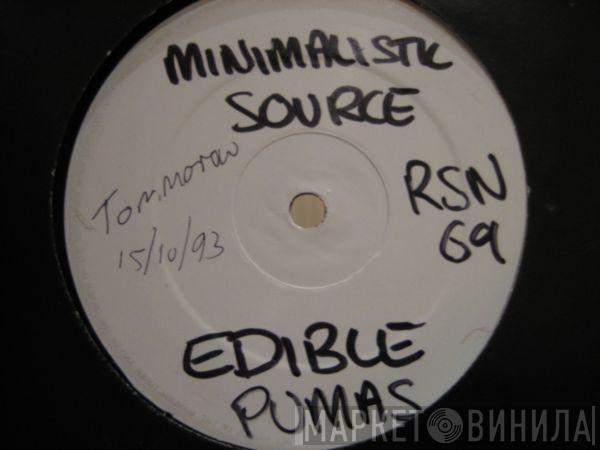 MINIMALISTIC
SOURCE
Tommorow
15/10/93
RSN
69
EDIBLE
PUMAS
МАРКЕТ ВИНИЛА